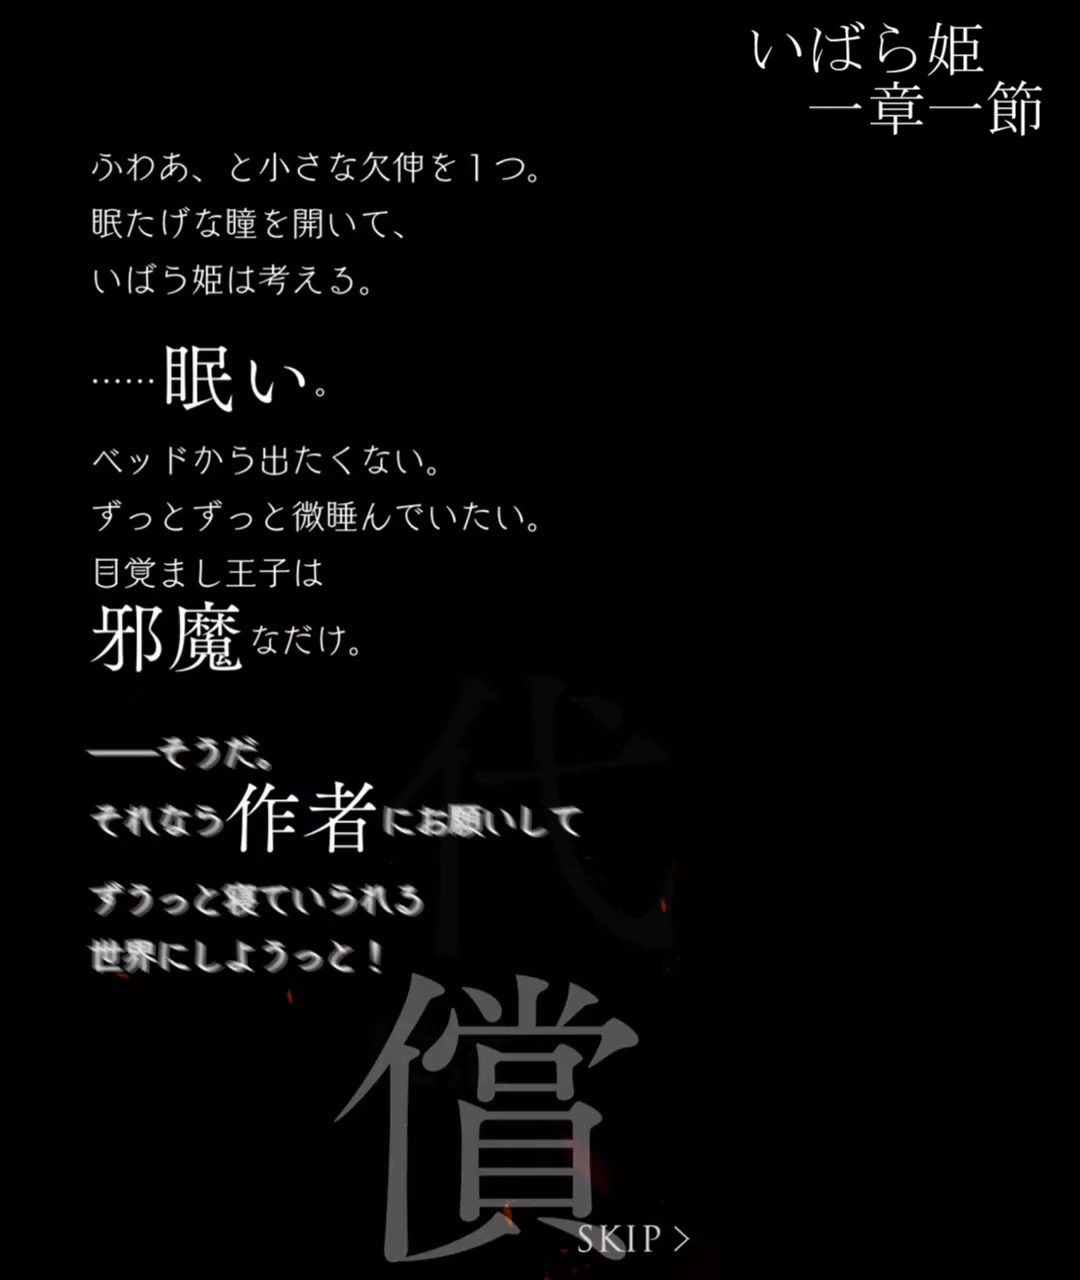 いばら姫
一章一節
ふわあ、と小さな欠伸を1つ。
眠たげな瞳を開いて、
いばら姫は考える。
……眠い。
ベッドから出たくない。
ずっとずっと微睡んでいたい。
目覚まし王子は
邪魔なだけ。
――そうだ。
それなら作者にお願いして
ずうっと寝ていられる
世界にしようっと！
代
償
SKIP >